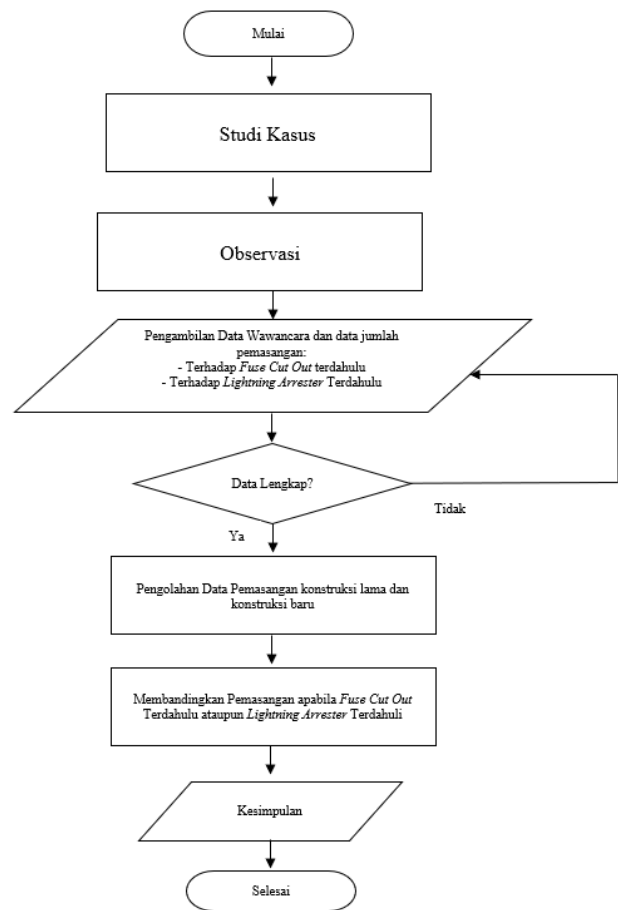 Mulai
Studi Kasus
Observasi
Pengambilan Data Wawancara dan data jumlah
pemasangan:
- Terhadap Fuse Cut Out terdahulu
- Terhadap Lightning Arrester Terdahulu
Data Lengkap?
Tidak
Ya
Pengolahan Data Pemasangan konstruksi lama dan
konstruksi baru
Membandingkan Pemasangan apabila Fuse Cut Out
Terdahulu ataupun Lightning Arrester Terdahuli
Kesimpulan
Selesai